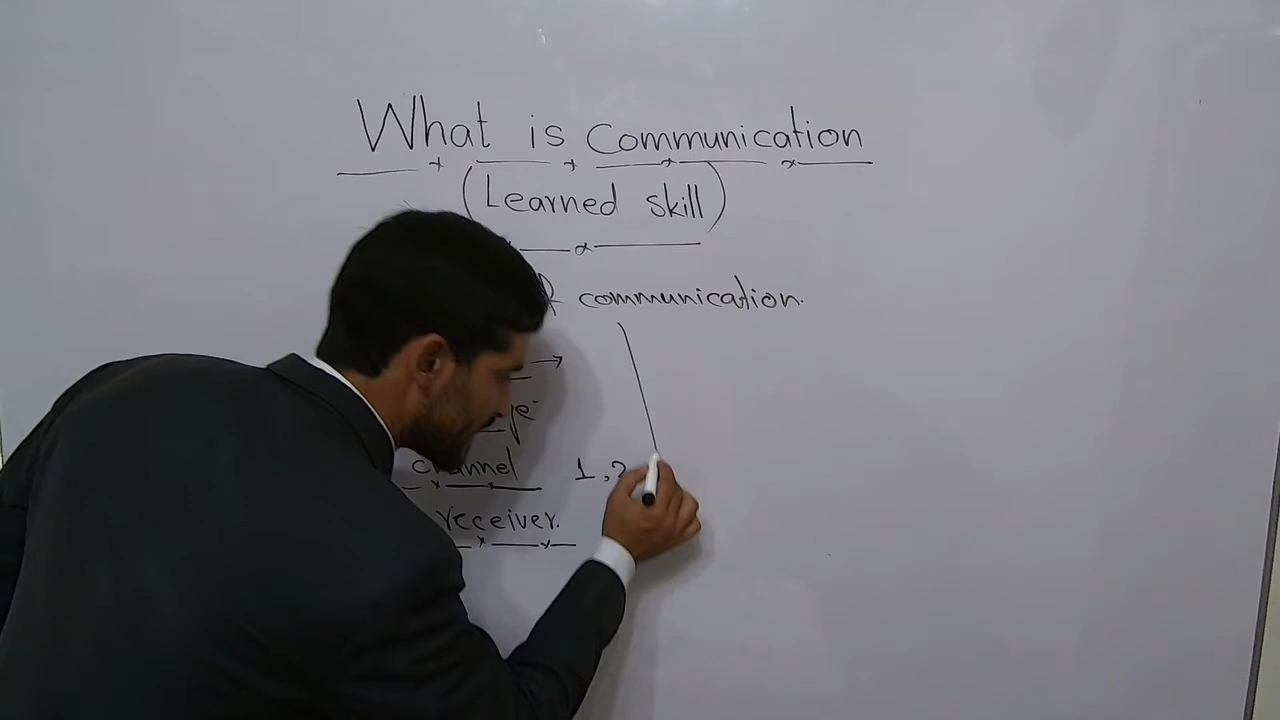 What is Communication
(Learned skill)
communication.
channel 1,2
receiver.